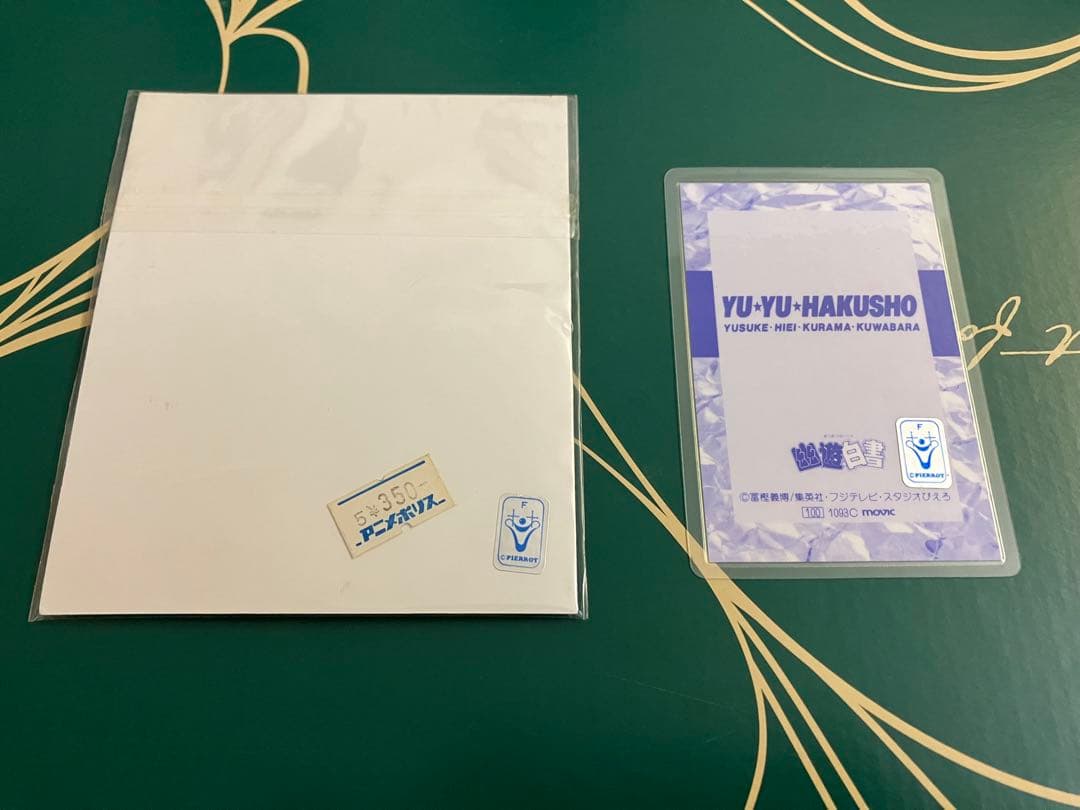 5 ¥350-
アニメポリス
F
©PIERROT
YU★YU★HAKUSHO
YUSUKE・HIEI・KURAMA・KUWABARA
幽遊白書
F
©PIERROT
©冨樫義博/集英社・フジテレビ・スタジオぴえろ
100 1093C movic